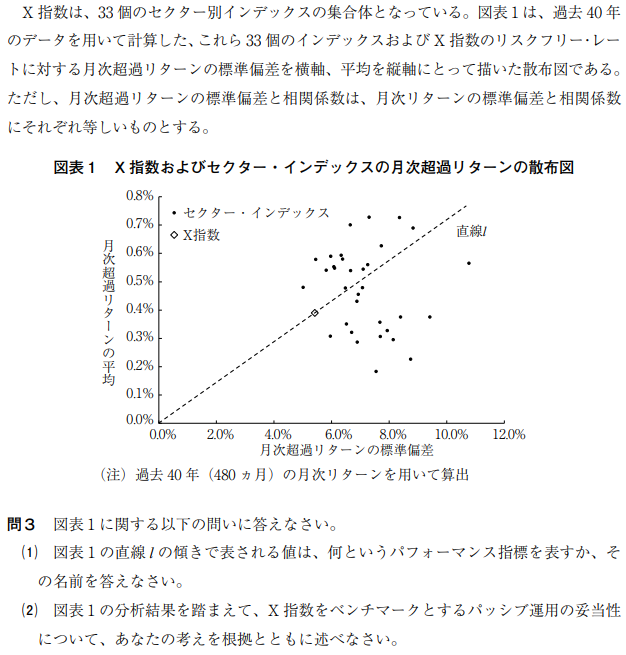 X 指数は、33 個のセクター別インデックスの集合体となっている。図表1は、過去 40 年
のデータを用いて計算した、これら 33 個のインデックスおよび X 指数のリスクフリー・レー
トに対する月次超過リターンの標準偏差を横軸、平均を縦軸にとって描いた散布図である。
ただし、月次超過リターンの標準偏差と相関係数は、月次リターンの標準偏差と相関係数
にそれぞれ等しいものとする。
図表1 X 指数およびセクター・インデックスの月次超過リターンの散布図
0.8%
0.7%
0.6%
0.5%
0.4%
0.3%
0.2%
0.1%
0.0%
月次超過リターンの平均
セクター・インデックス
X指数
直線l
0.0%
2.0%
4.0%
6.0%
8.0%
10.0%
12.0%
月次超過リターンの標準偏差
(注)過去 40 年(480 ヵ月)の月次リターンを用いて算出
問3 図表1に関する以下の問いに答えなさい。
(1) 図表1の直線 l の傾きで表される値は、何というパフォーマンス指標を表すか、そ
の名前を答えなさい。
(2) 図表1の分析結果を踏まえて、X 指数をベンチマークとするパッシブ運用の妥当性
について、あなたの考えを根拠とともに述べなさい。